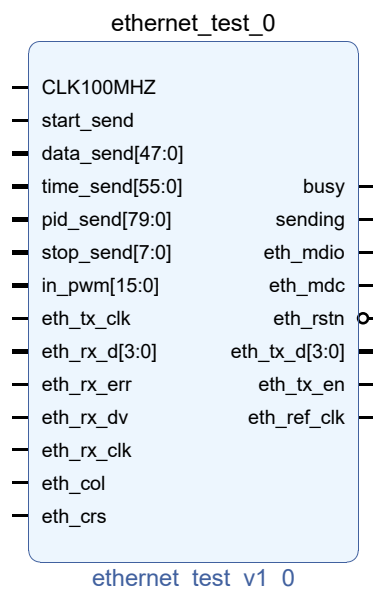 ethernet_test_0
CLK100MHZ
start_send
data_send[47:0]
time_send[55:0] busy
pid_send[79:0] sending
stop_send[7:0] eth_mdio
in_pwm[15:0] eth_mdc
eth_tx_clk eth_rstn
eth_rx_d[3:0] eth_tx_d[3:0]
eth_rx_err eth_tx_en
eth_rx_dv eth_ref_clk
eth_rx_clk
eth_col
eth_crs
ethernet_test_v1_0